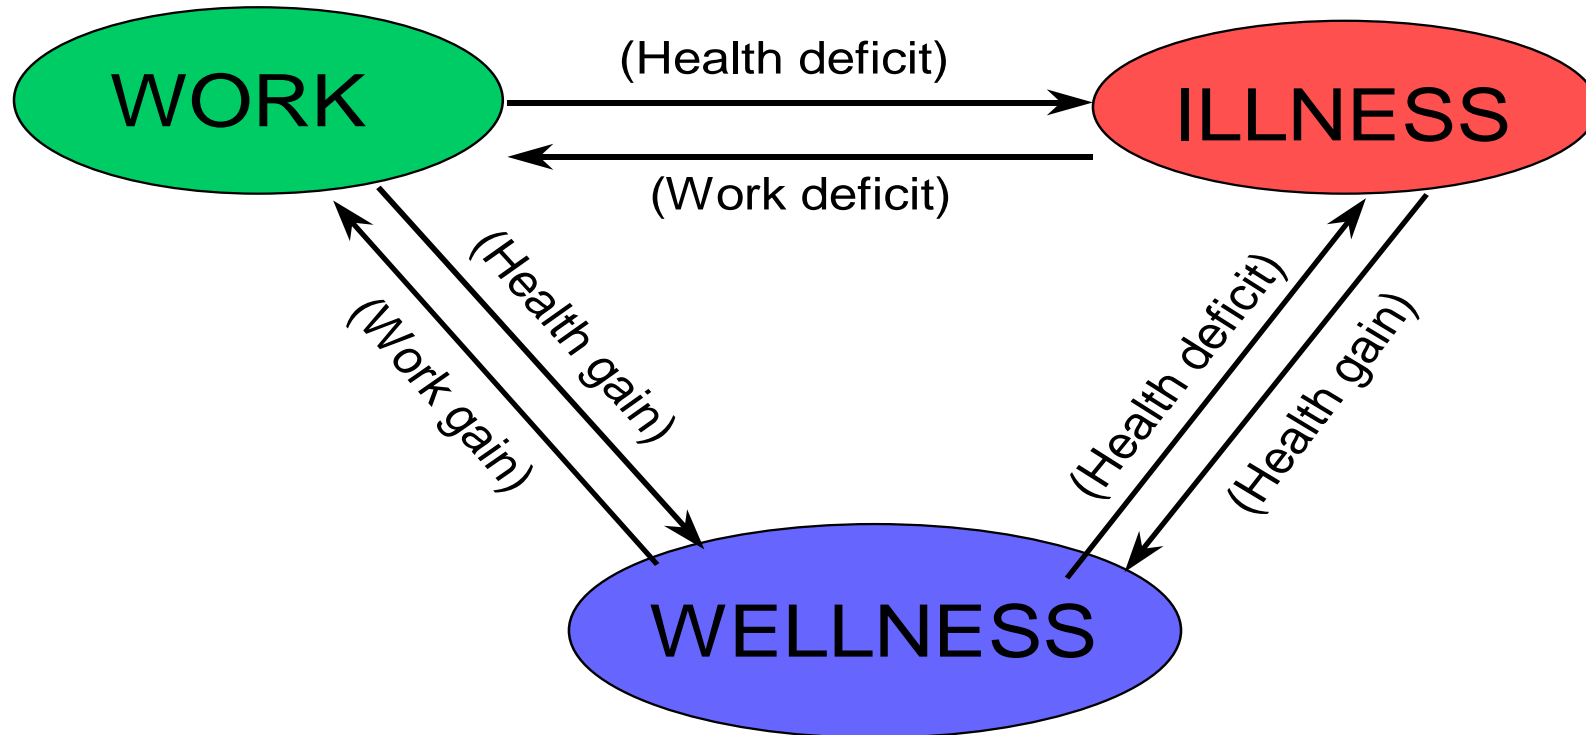 WORK
(Health deficit)
ILLNESS
(Work deficit)
(Health gain)
(Work gain)
(Health deficit)
(Health gain)
WELLNESS